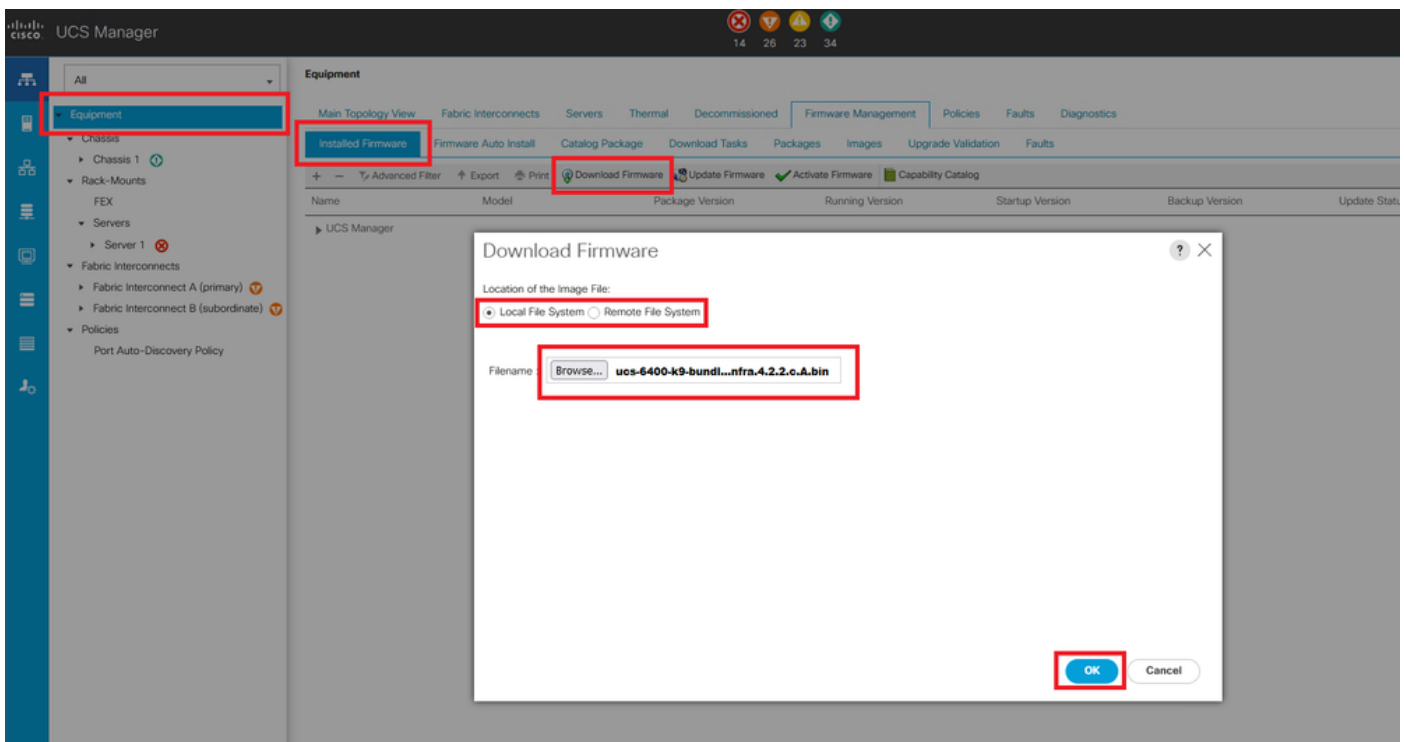 cisco UCS Manager
14 26 23 34
All
Equipment
Chassis
Chassis 1
Rack-Mounts
FEX
Servers
Server 1
Fabric Interconnects
Fabric Interconnect A (primary)
Fabric Interconnect B (subordinate)
Policies
Port Auto-Discovery Policy
Equipment
Main Topology View Fabric Interconnects Servers Thermal Decommissioned Firmware Management Policies Faults Diagnostics
Installed Firmware Firmware Auto Install Catalog Package Download Tasks Packages Images Upgrade Validation Faults
+ − Advanced Filter Export Print Download Firmware Update Firmware Activate Firmware Capability Catalog
Name Model Package Version Running Version Startup Version Backup Version Update Statu
UCS Manager
Download Firmware ?
Location of the Image File:
Local File System Remote File System
Filename : Browse... ucs-6400-k9-bundl...nfra.4.2.2.c.A.bin
OK Cancel